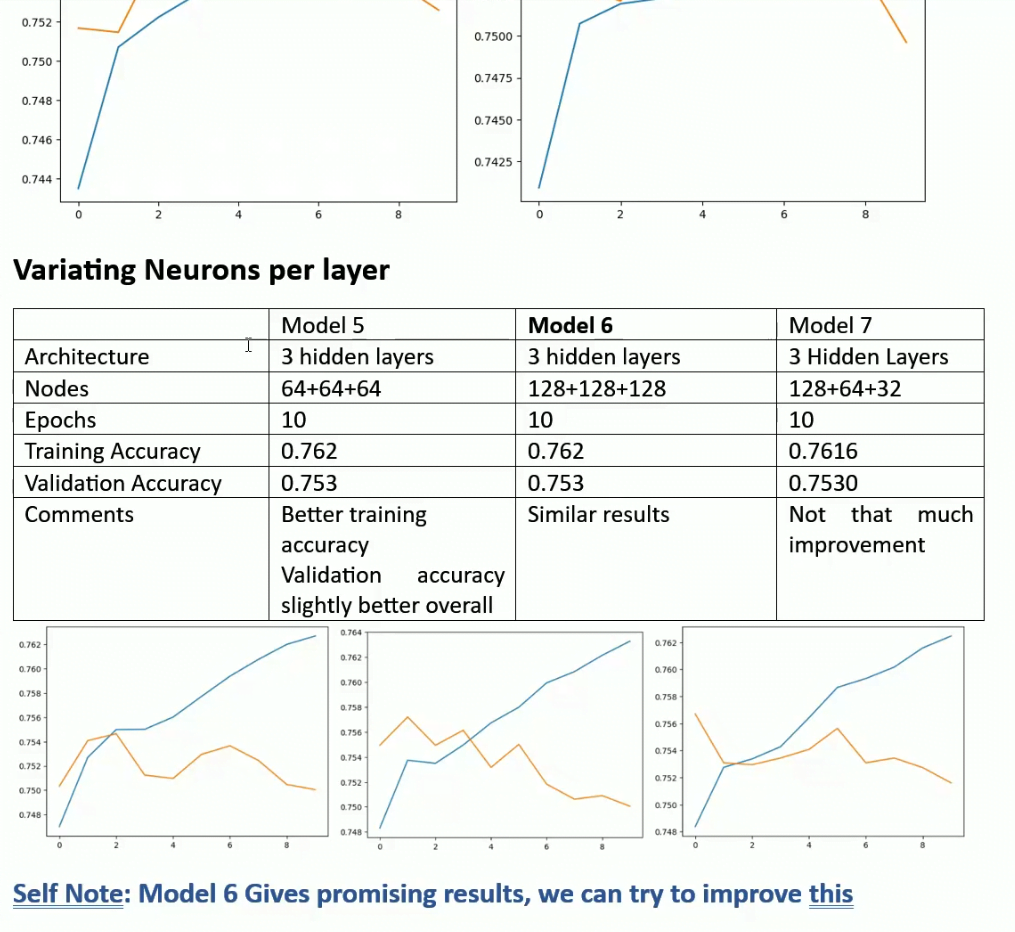 0.752
0.750
0.748
0.746
0.744
0 2 4 6 8
0.7500
0.7475
0.7450
0.7425
0 2 4 6 8
Variating Neurons per layer
Model 5 Model 6 Model 7
Architecture 3 hidden layers 3 hidden layers 3 Hidden Layers
Nodes 64+64+64 128+128+128 128+64+32
Epochs 10 10 10
Training Accuracy 0.762 0.762 0.7616
Validation Accuracy 0.753 0.753 0.7530
Comments Better training Similar results Not that much
accuracy improvement
Validation accuracy
slightly better overall
0.762
0.760
0.758
0.756
0.754
0.752
0.750
0.748
0 2 4 6 8
0.764
0.762
0.760
0.758
0.756
0.754
0.752
0.750
0.748
0 2 4 6 8
0.762
0.760
0.758
0.756
0.754
0.752
0.750
0.748
0 2 4 6 8
Self Note: Model 6 Gives promising results, we can try to improve this